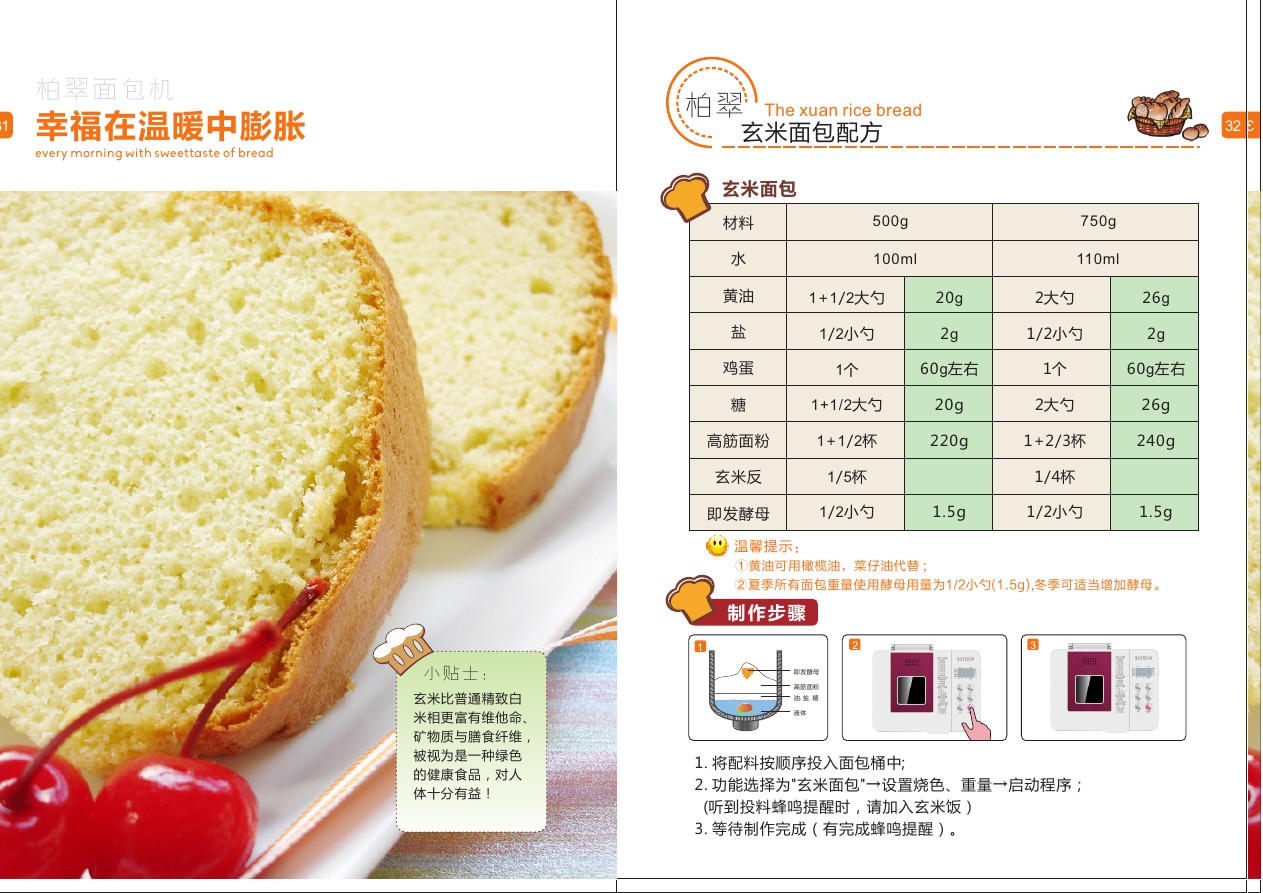 柏翠面包机
31
幸福在温暖中膨胀
every morning with sweettaste of bread
小贴士：
玄米比普通精致白
米相更富有维他命、
矿物质与膳食纤维，
被视为是一种绿色
的健康食品，对人
体十分有益！
柏翠
The xuan rice bread
玄米面包配方
32
玄米面包
材料 500g 750g
水 100ml 110ml
黄油 1+1/2大勺 20g 2大勺 26g
盐 1/2小勺 2g 1/2小勺 2g
鸡蛋 1个 60g左右 1个 60g左右
糖 1+1/2大勺 20g 2大勺 26g
高筋面粉 1+1/2杯 220g 1+2/3杯 240g
玄米反 1/5杯 1/4杯
即发酵母 1/2小勺 1.5g 1/2小勺 1.5g
温馨提示：
①黄油可用橄榄油，菜仔油代替；
②夏季所有面包重量使用酵母用量为1/2小勺(1.5g),冬季可适当增加酵母。
制作步骤
1
即发酵母
高筋面粉
油.盐.糖
液体
2
3
1. 将配料按顺序投入面包桶中;
2. 功能选择为"玄米面包"→设置烧色、重量→启动程序；
(听到投料蜂鸣提醒时，请加入玄米饭）
3. 等待制作完成（有完成蜂鸣提醒）。